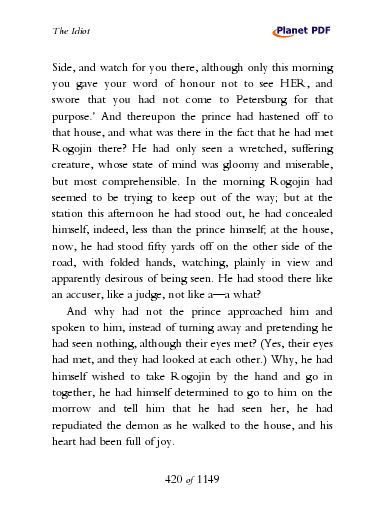 The Idiot
Planet PDF
Side, and watch for you there, although only this morning
you gave your word of honour not to see HER, and
swore that you had not come to Petersburg for that
purpose.' And thereupon the prince had hastened off to
that house, and what was there in the fact that he had met
Rogojin there? He had only seen a wretched, suffering
creature, whose state of mind was gloomy and miserable,
but most comprehensible. In the morning Rogojin had
seemed to be trying to keep out of the way; but at the
station this afternoon he had stood out, he had concealed
himself, indeed, less than the prince himself; at the house,
now, he had stood fifty yards off on the other side of the
road, with folded hands, watching, plainly in view and
apparently desirous of being seen. He had stood there like
an accuser, like a judge, not like a—a what?
And why had not the prince approached him and
spoken to him, instead of turning away and pretending he
had seen nothing, although their eyes met? (Yes, their eyes
had met, and they had looked at each other.) Why, he had
himself wished to take Rogojin by the hand and go in
together, he had himself determined to go to him on the
morrow and tell him that he had seen her, he had
repudiated the demon as he walked to the house, and his
heart had been full of joy.
420 of 1149